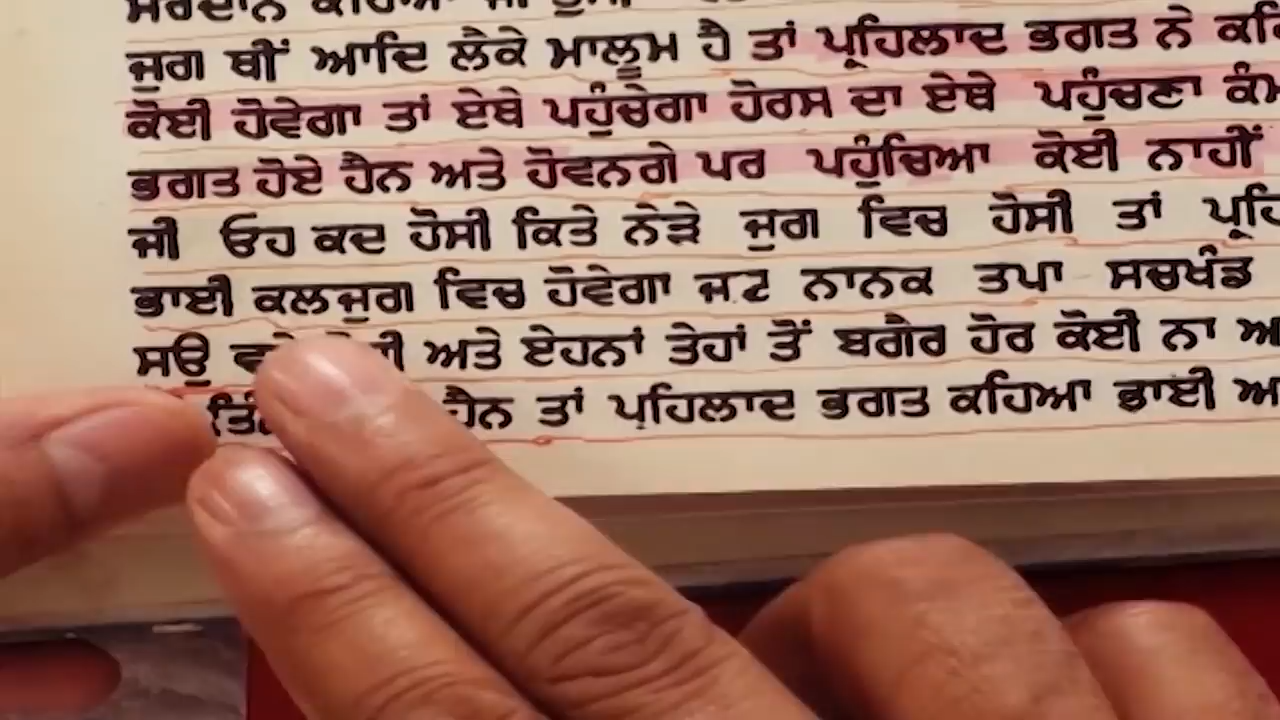 ਜੁਗ ਥੀਂ ਆਦਿ ਲੈਕੇ ਮਾਲੂਮ ਹੈ ਤਾਂ ਪ੍ਰਹਿਲਾਦ ਭਗਤ ਨੇ
ਕੋਈ ਹੋਵੇਗਾ ਤਾਂ ਏਥੇ ਪਹੁੰਚੇਗਾ ਹੋਰਸ ਦਾ ਏਥੇ ਪਹੁੰਚਣਾ
ਭਗਤ ਹੋਏ ਹੈਨ ਅਤੇ ਹੋਵਨਗੇ ਪਰ ਪਹੁੰਚਿਆ ਕੋਈ ਨਾਹੀਂ
ਜੀ ਓਹ ਕਦ ਹੋਸੀ ਕਿਤੇ ਨੇੜੇ ਜੁਗ ਵਿਚ ਹੋਸੀ ਤਾਂ
ਭਾਈ ਕਲਜੁਗ ਵਿਚ ਹੋਵੇਗਾ ਜਟ ਨਾਨਕ ਤਪਾ ਸਚਖੰਡ
ਸਉ ਅਤੇ ਏਹਨਾਂ ਤੇਹਾਂ ਤੋਂ ਬਗੈਰ ਹੋਰ ਕੋਈ ਨਾ
ਹੈਨ ਤਾਂ ਪ੍ਰਹਿਲਾਦ ਭਗਤ ਕਹਿਆ ਭਾਈ